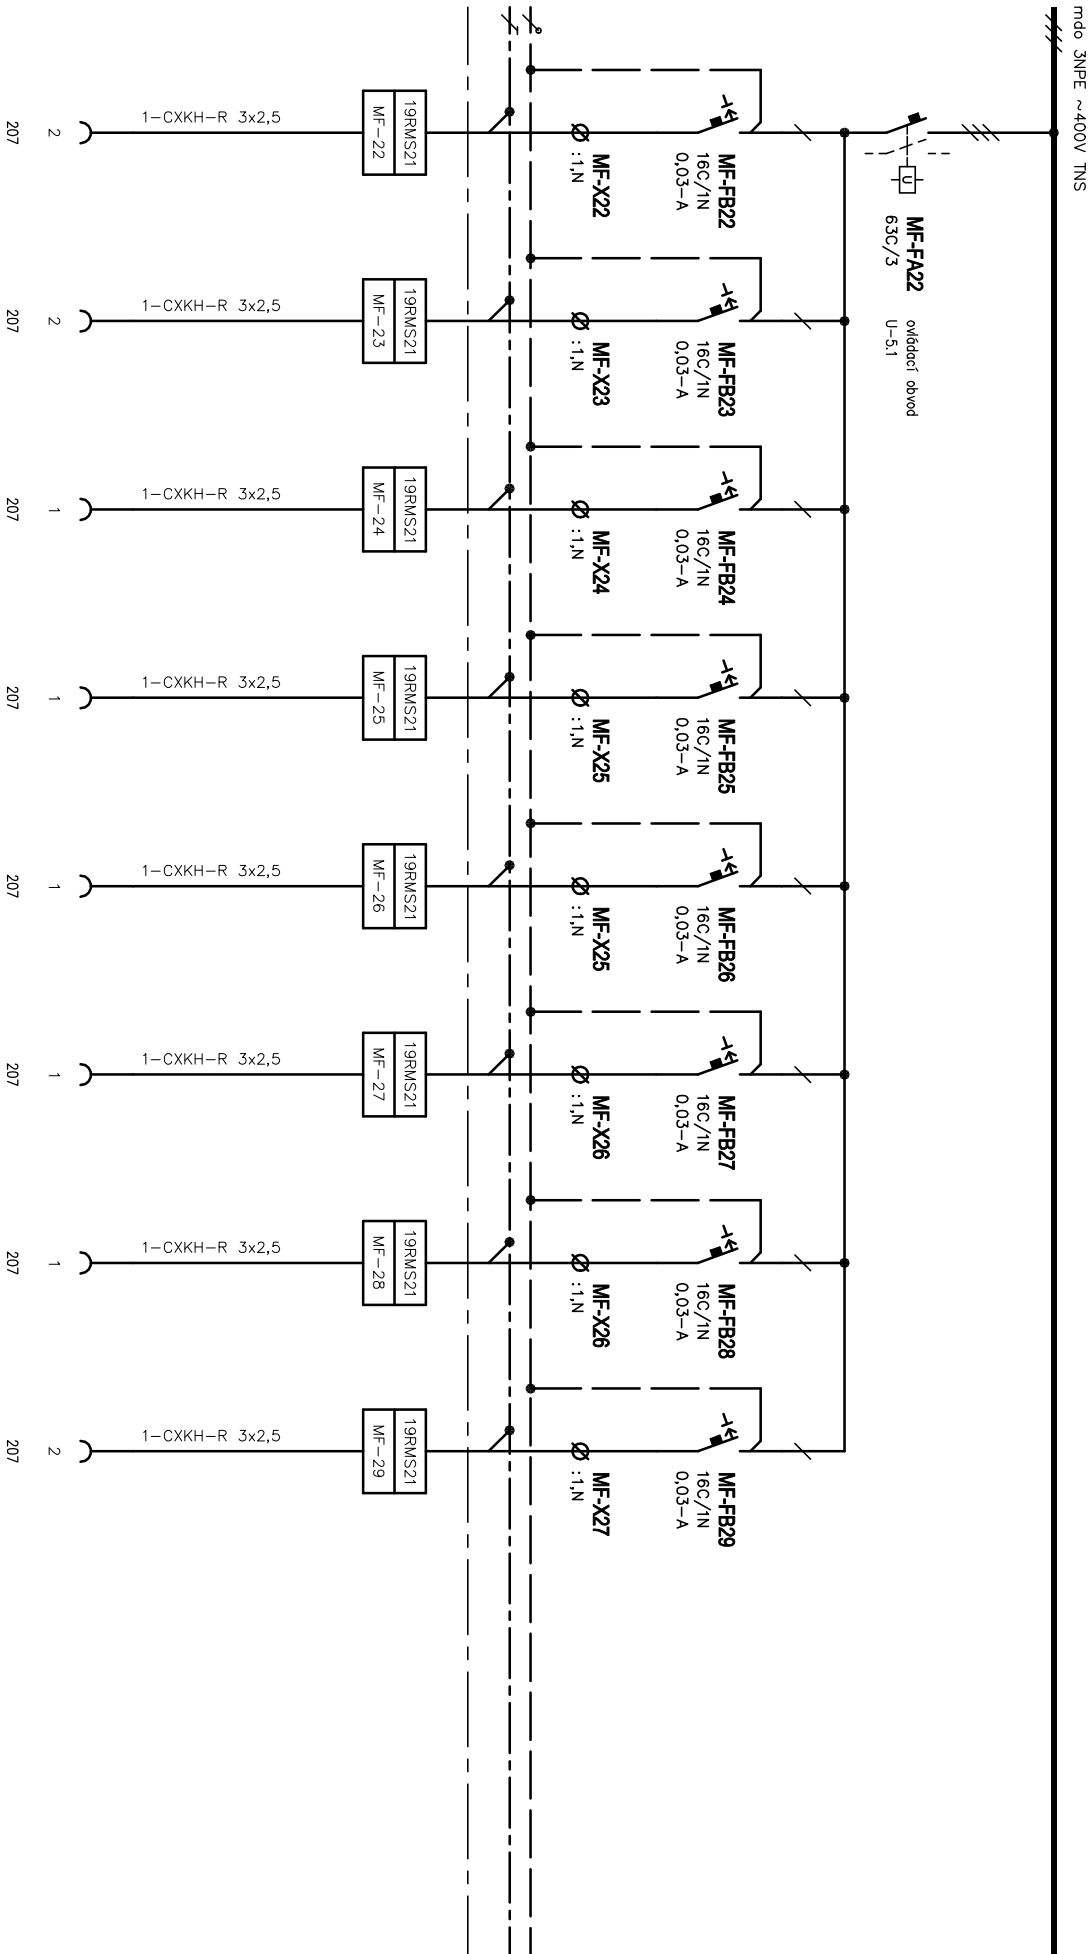 mdo 3NPE ~400V TNS
MF-FA22
63C/3
ovládací obvod
U-5.1
U
MF-FB22
16C/1N
0,03-A
MF-X22
:1,N
19RMS21
MF-22
1-CXKH-R 3x2,5
2
207
MF-FB23
16C/1N
0,03-A
MF-X23
:1,N
19RMS21
MF-23
1-CXKH-R 3x2,5
2
207
MF-FB24
16C/1N
0,03-A
MF-X24
:1,N
19RMS21
MF-24
1-CXKH-R 3x2,5
1
207
MF-FB25
16C/1N
0,03-A
MF-X25
:1,N
19RMS21
MF-25
1-CXKH-R 3x2,5
1
207
MF-FB26
16C/1N
0,03-A
MF-X25
:1,N
19RMS21
MF-26
1-CXKH-R 3x2,5
1
207
MF-FB27
16C/1N
0,03-A
MF-X26
:1,N
19RMS21
MF-27
1-CXKH-R 3x2,5
1
207
MF-FB28
16C/1N
0,03-A
MF-X26
:1,N
19RMS21
MF-28
1-CXKH-R 3x2,5
1
207
MF-FB29
16C/1N
0,03-A
MF-X27
:1,N
19RMS21
MF-29
1-CXKH-R 3x2,5
2
207